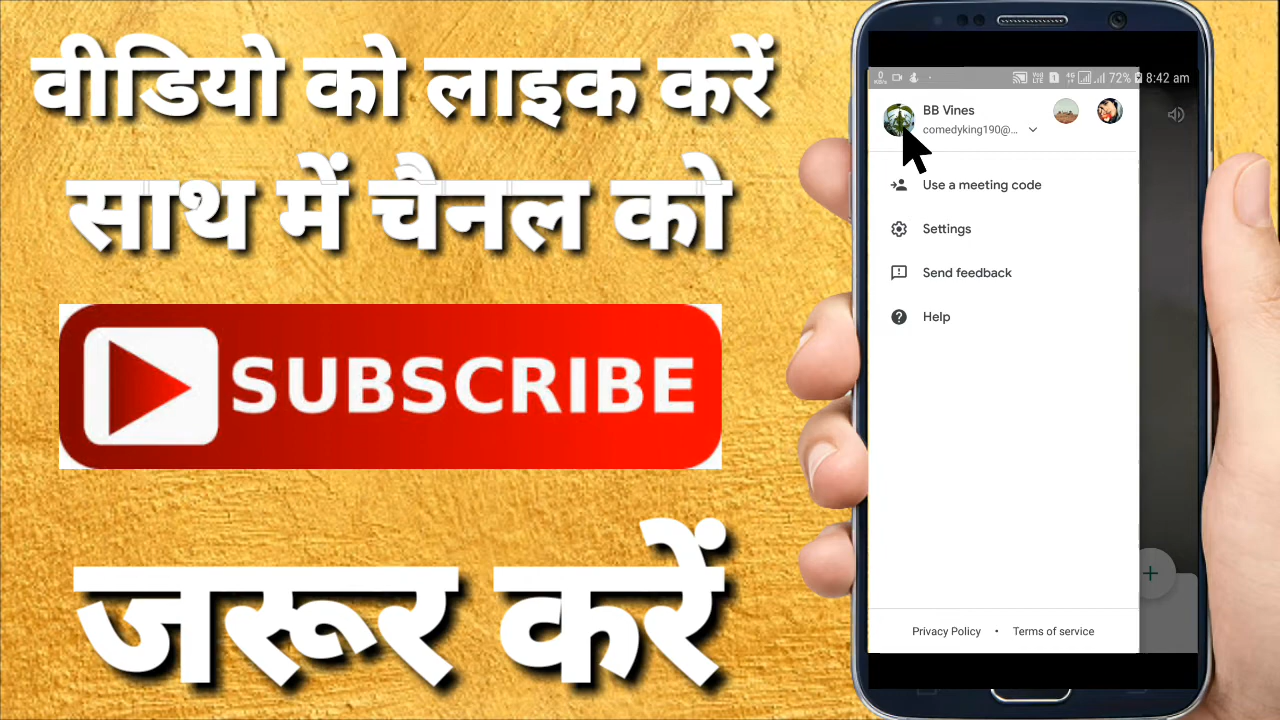 वीडियो को लाइक करें
साथ में चैनल को
SUBSCRIBE
जरूर करें
72% 8:42 am
BB Vines
comedyking190@...
Use a meeting code
Settings
Send feedback
Help
Privacy Policy • Terms of service